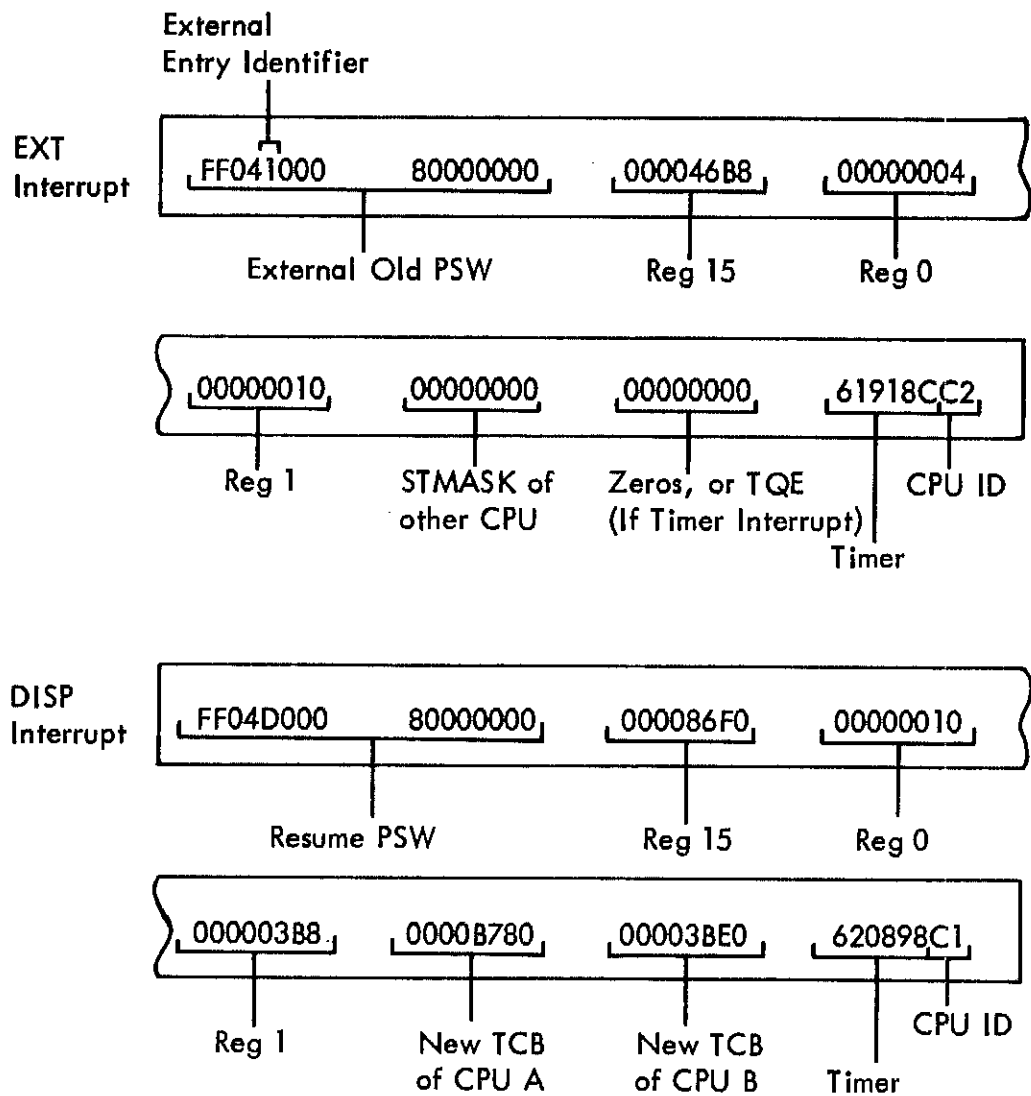 External
Entry Identifier
EXT
Interrupt
FF041000 80000000 000046B8 00000004
External Old PSW Reg 15 Reg 0
00000010 00000000 00000000 61918CC2
Reg 1 STMASK of other CPU Zeros, or TQE (If Timer Interrupt) CPU ID
Timer
DISP
Interrupt
FF04D000 80000000 000086F0 00000010
Resume PSW Reg 15 Reg 0
000003B8 0000B780 00003BE0 620898C1
CPU ID
Reg 1 New TCB of CPU A New TCB of CPU B Timer